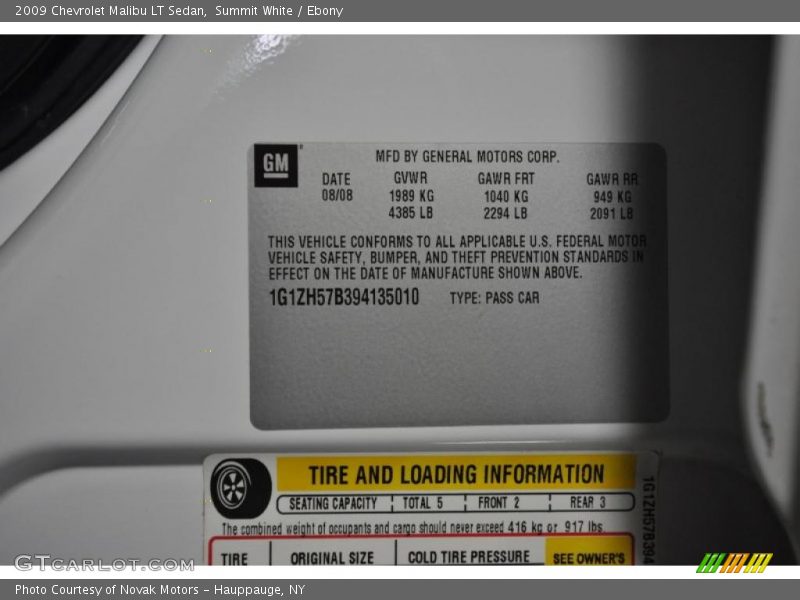 2009 Chevrolet Malibu LT Sedan, Summit White / Ebony
GM
MFD BY GENERAL MOTORS CORP.
DATE GVWR GAWR FRT GAWR RR
08/08 1989 KG 1040 KG 949 KG
4385 LB 2294 LB 2091 LB
THIS VEHICLE CONFORMS TO ALL APPLICABLE U.S. FEDERAL MOTOR
VEHICLE SAFETY, BUMPER, AND THEFT PREVENTION STANDARDS IN
EFFECT ON THE DATE OF MANUFACTURE SHOWN ABOVE.
1G1ZH57B394135010 TYPE: PASS CAR
TIRE AND LOADING INFORMATION
SEATING CAPACITY TOTAL 5 FRONT 2 REAR 3
The combined weight of occupants and cargo should never exceed 416 kg or 917 lbs.
TIRE ORIGINAL SIZE COLD TIRE PRESSURE SEE OWNER'S
1G1ZH57B394
GTCARLOT.COM
Photo Courtesy of Novak Motors - Hauppauge, NY